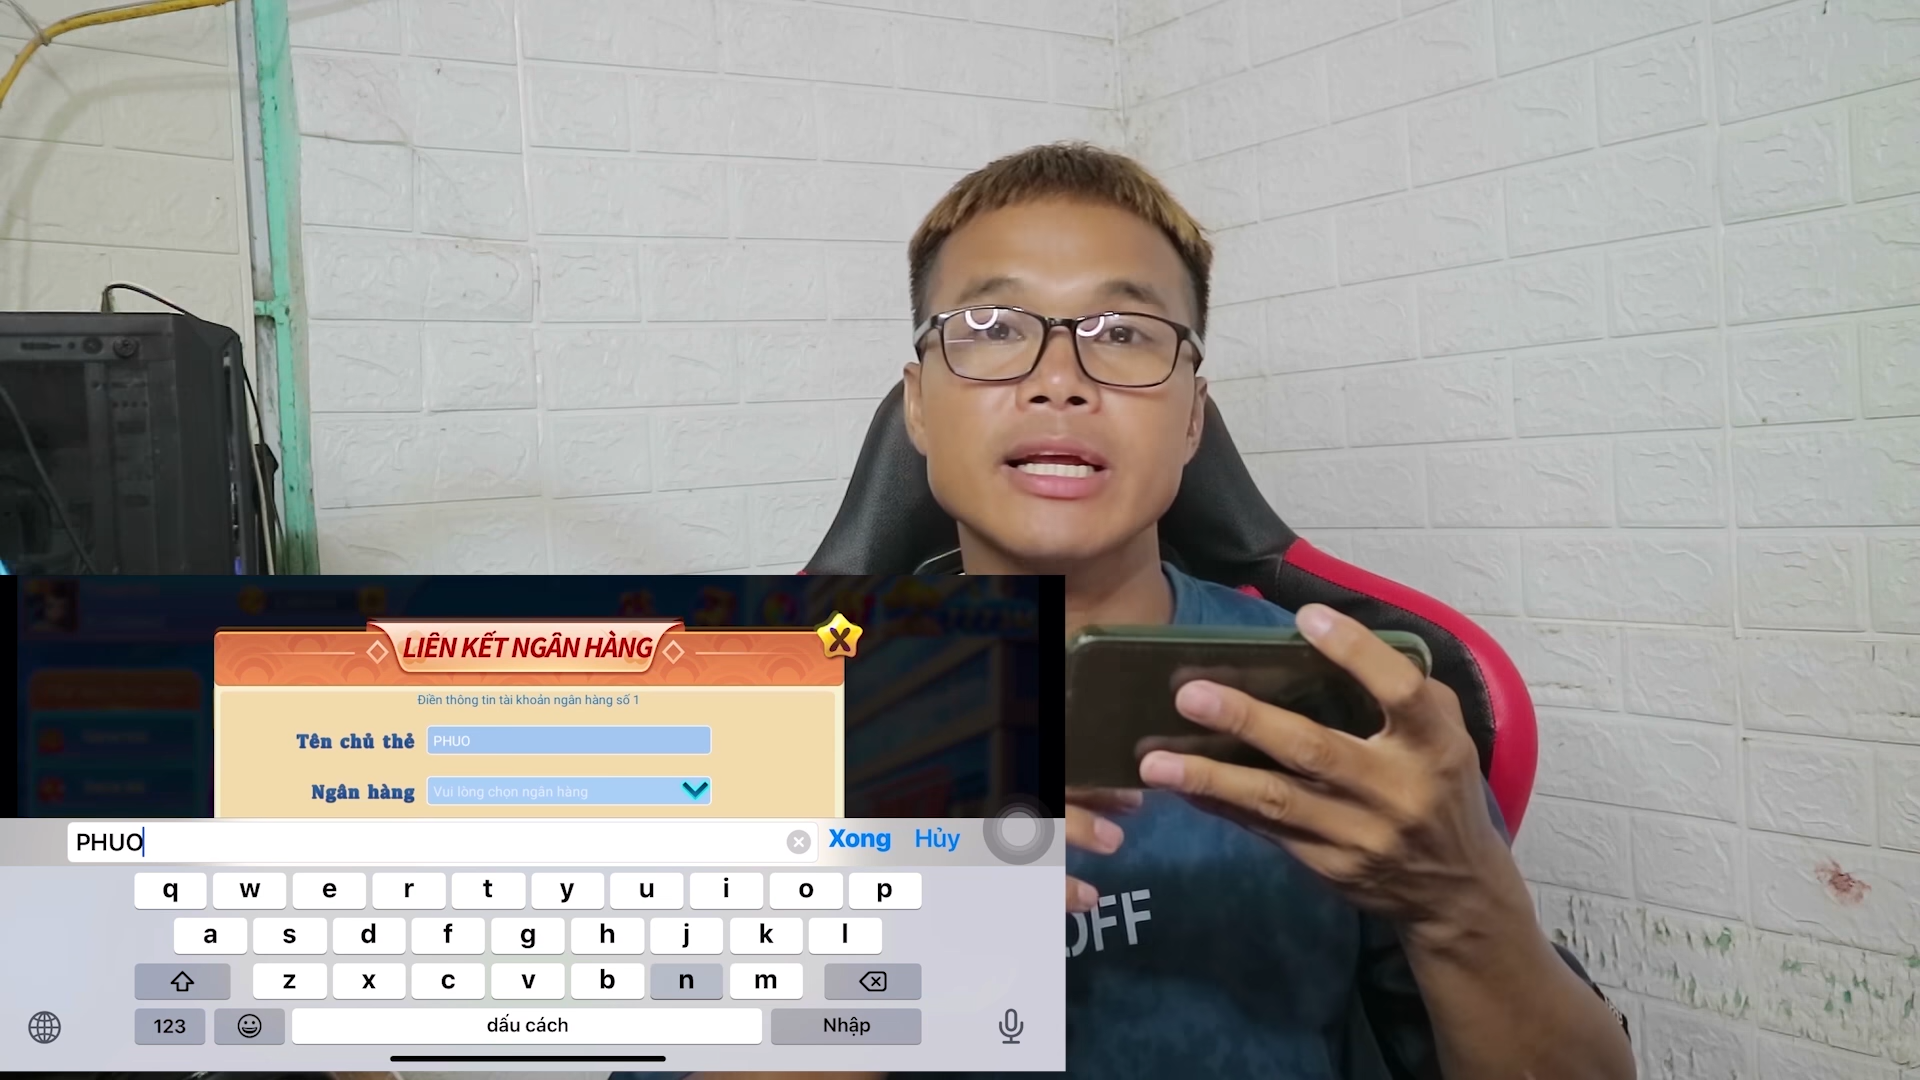 LIÊN KẾT NGÂN HÀNG
Điền thông tin tài khoản ngân hàng số 1
Tên chủ thẻ
PHUO
Ngân hàng
Vui lòng chọn ngân hàng
PHUO
Xong
Hủy
q w e r t y u i o p
a s d f g h j k l
z x c v b n m
123
dấu cách
Nhập
OFF